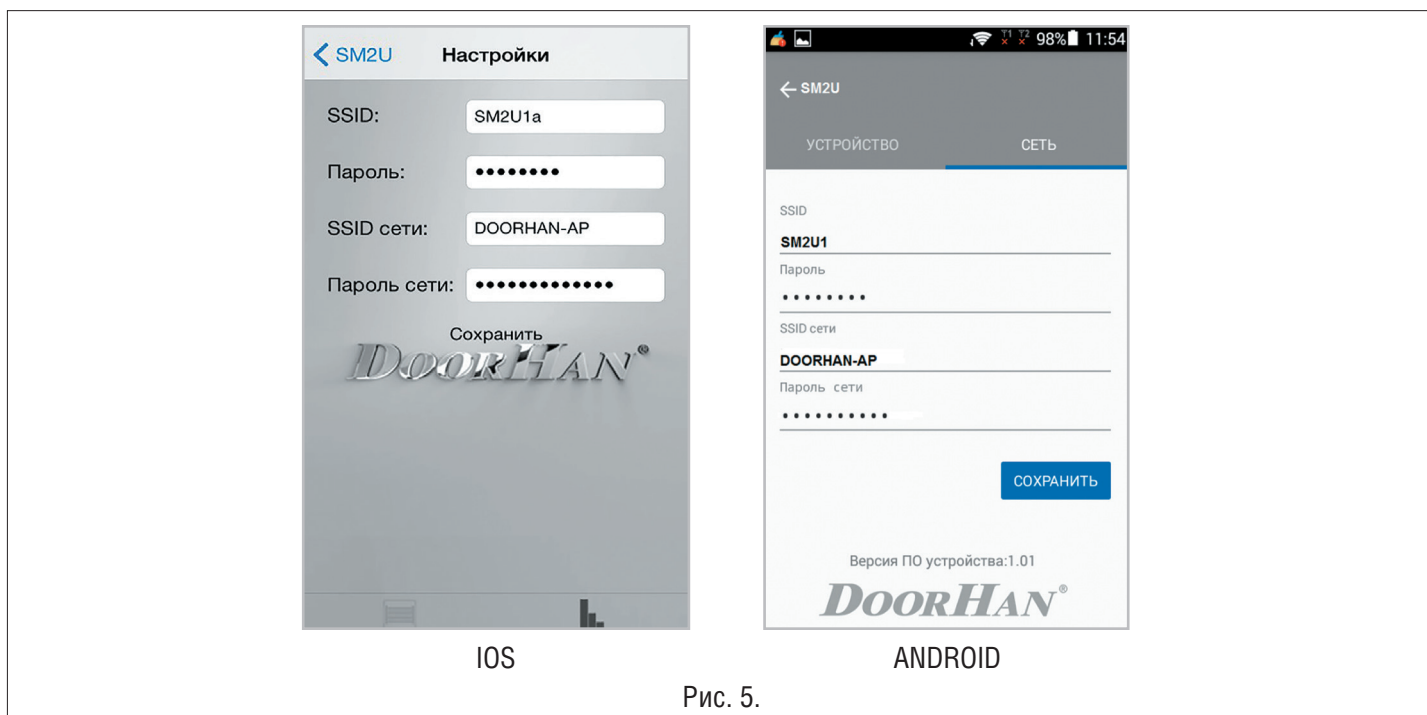 SM2U Настройки
SSID: SM2U1a
Пароль: ••••••••
SSID сети: DOORHAN-AP
Пароль сети: •••••••••••••
Сохранить
DOORHAN®
IOS
T1 T2 98% 11:54
SM2U
УСТРОЙСТВО СЕТЬ
SSID
SM2U1
Пароль
••••••••
SSID сети
DOORHAN-AP
Пароль сети
••••••••••
СОХРАНИТЬ
Версия ПО устройства:1.01
DOORHAN®
ANDROID
Рис. 5.